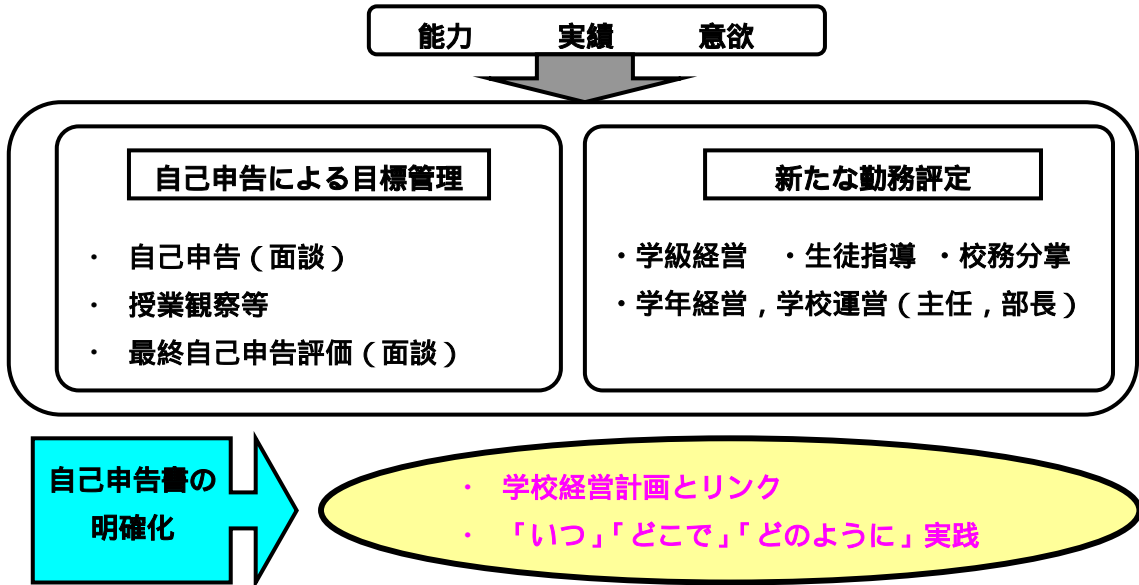 能力　　実績　　意欲
自己申告による目標管理
・ 自己申告（面談）
・ 授業観察等
・ 最終自己申告評価（面談）
新たな勤務評定
・学級経営　・生徒指導　・校務分掌
・学年経営，学校運営（主任，部長）
自己申告書の
明確化
・ 学校経営計画とリンク
・ 「いつ」「どこで」「どのように」実践